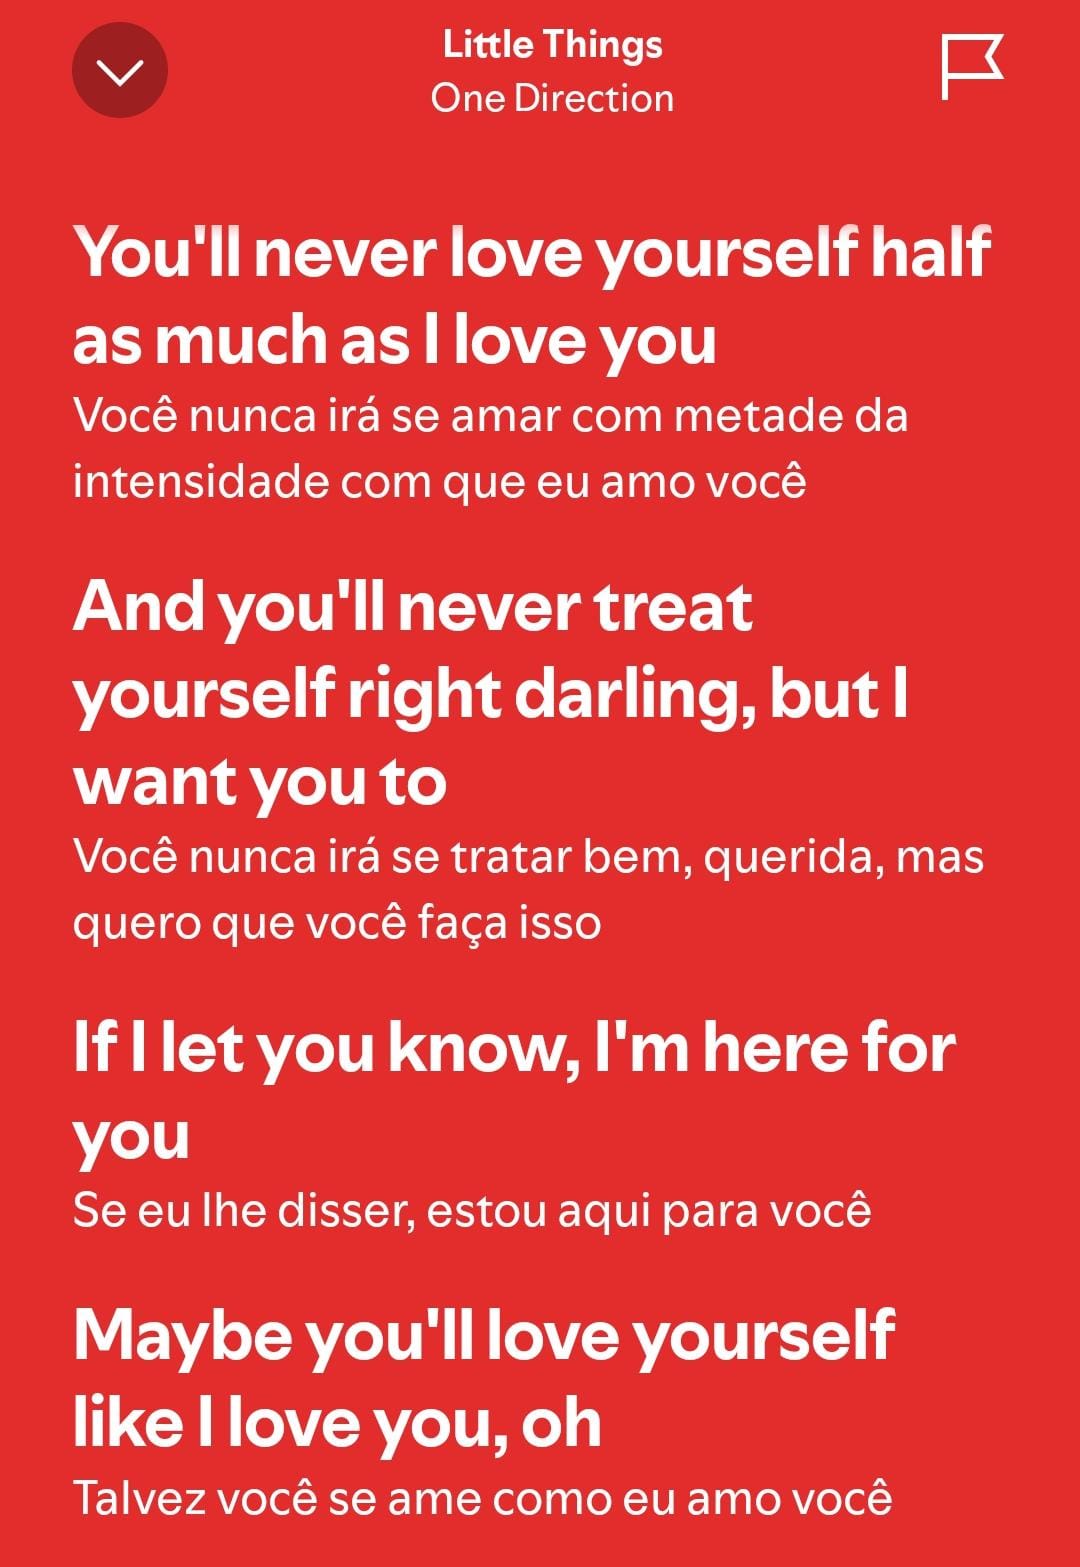 Little Things
One Direction
You'll never love yourself half
as much as I love you
Você nunca irá se amar com metade da
intensidade com que eu amo você
And you'll never treat
yourself right darling, but I
want you to
Você nunca irá se tratar bem, querida, mas
quero que você faça isso
If I let you know, I'm here for
you
Se eu lhe disser, estou aqui para você
Maybe you'll love yourself
like I love you, oh
Talvez você se ame como eu amo você